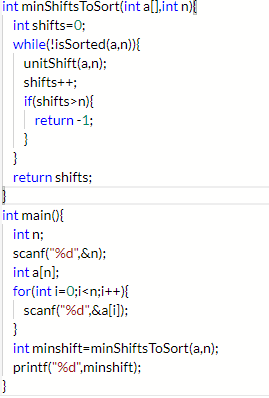 int minShiftsToSort(int a[],int n){
int shifts=0;
while(!isSorted(a,n)){
unitShift(a,n);
shifts++;
if(shifts>n){
return -1;
}
}
return shifts;
}
int main(){
int n;
scanf("%d",&n);
int a[n];
for(int i=0;i<n;i++){
scanf("%d",&a[i]);
}
int minshift=minShiftsToSort(a,n);
printf("%d",minshift);
}